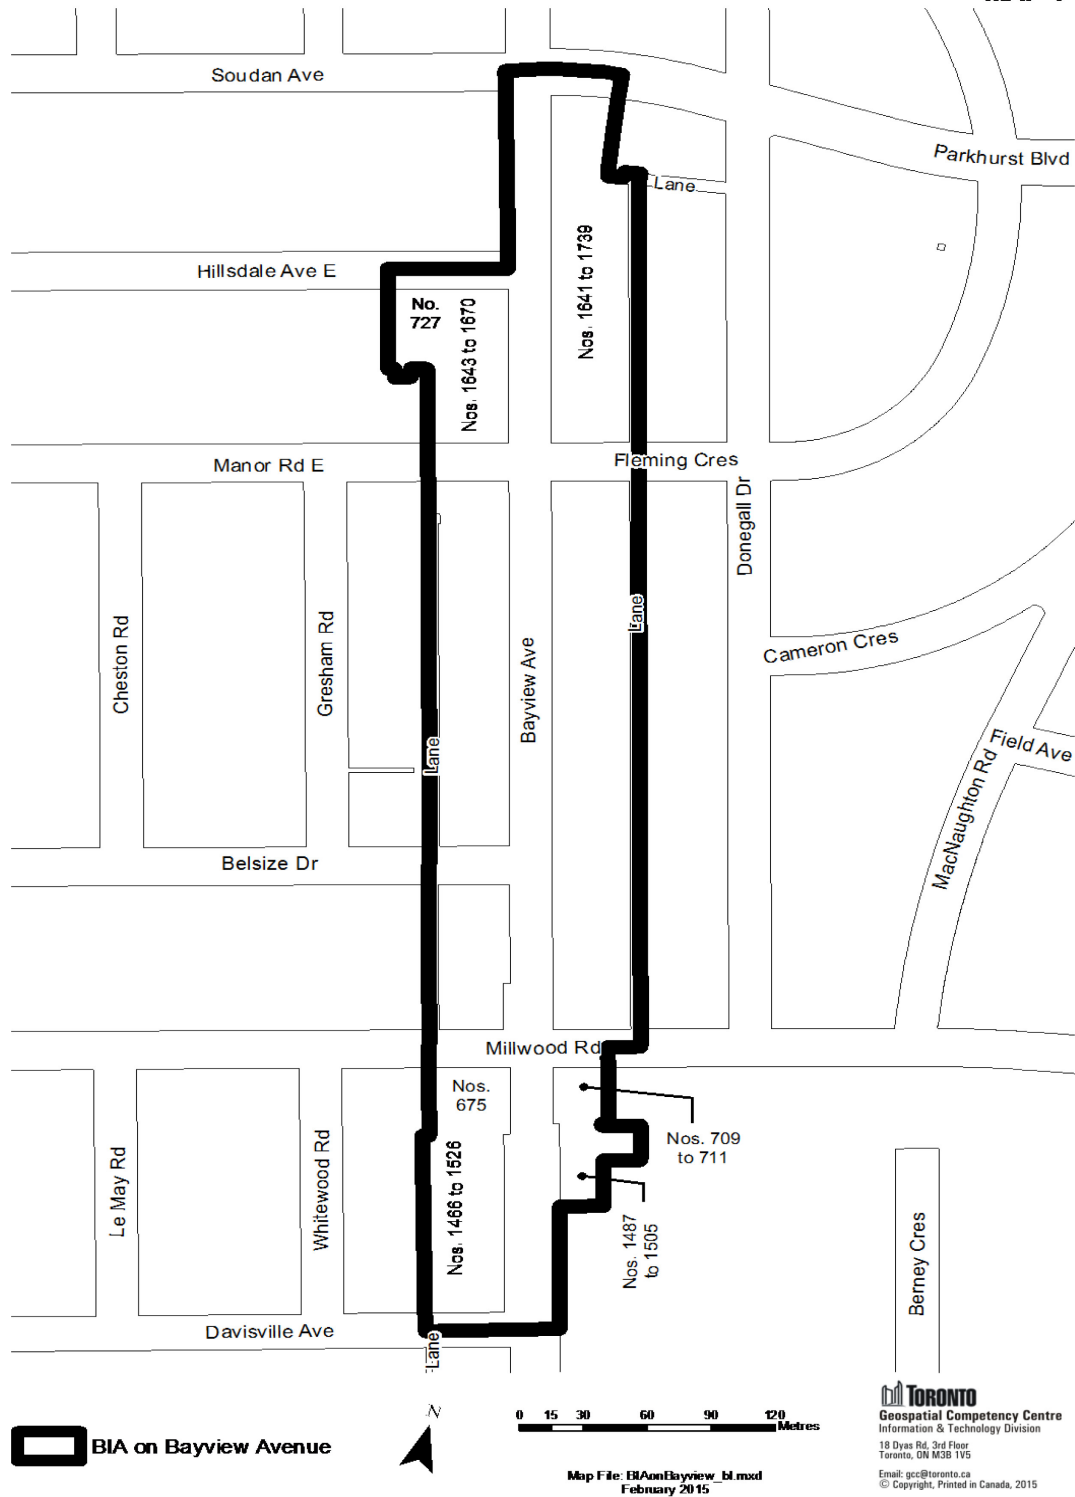 Soudan Ave
Parkhurst Blvd
Lane
Nos. 1641 to 1739
Hillsdale Ave E
No.
727
Nos. 1643 to 1670
Manor Rd E
Fleming Cres
Donegall Dr
Cheston Rd
Gresham Rd
Bayview Ave
Lane
Cameron Cres
Lane
Field Ave
MacNaughton Rd
Belsize Dr
Millwood Rd
Nos.
675
Nos. 709
to 711
Le May Rd
Whitewood Rd
Nos. 1466 to 1526
Nos. 1487
to 1505
Berney Cres
Davisville Ave
Lane
N
0 15 30 60 90 120
Metres
BIA on Bayview Avenue
Map File: BIAonBayview_bl.mxd
February 2015
TORONTO
Geospatial Competency Centre
Information & Technology Division
18 Dyas Rd, 3rd Floor
Toronto, ON M3B 1V5
Email: gcc@toronto.ca
© Copyright, Printed in Canada, 2015